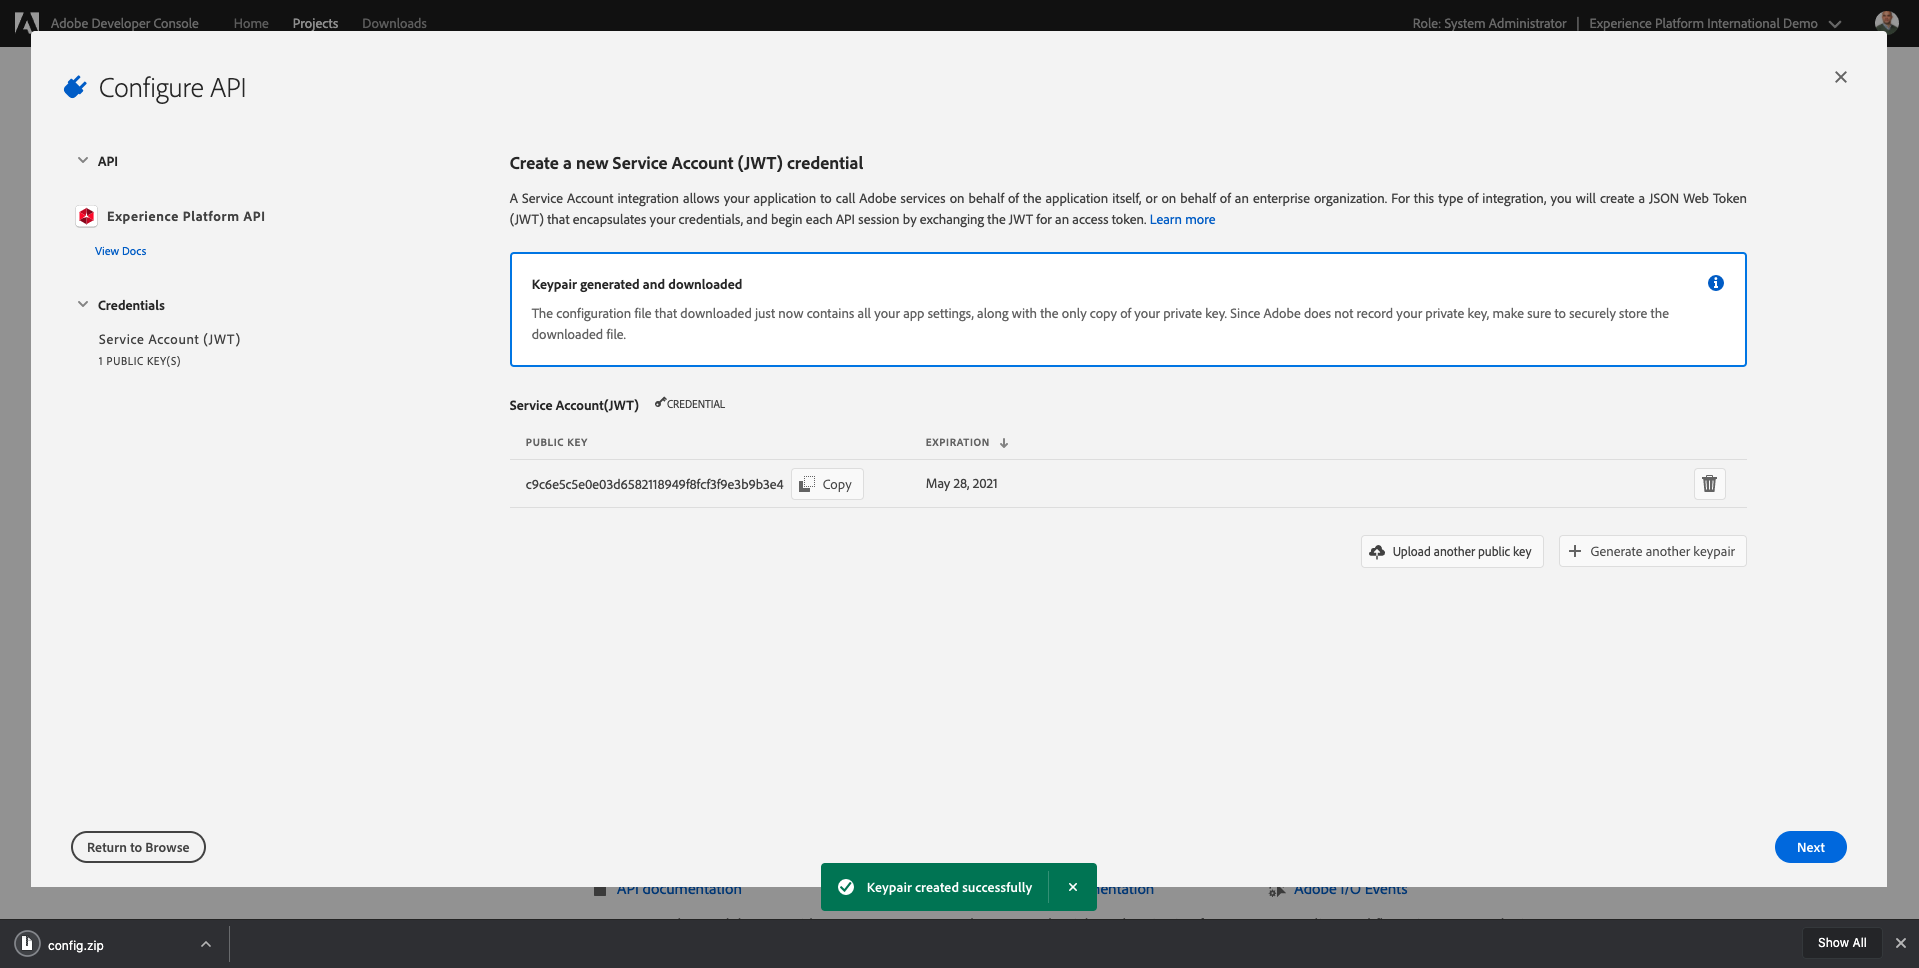 Adobe Developer Console Home Projects Downloads Role: System Administrator | Experience Platform International Demo
Configure API
API
Experience Platform API
View Docs
Credentials
Service Account (JWT)
1 PUBLIC KEY(S)
Create a new Service Account (JWT) credential
A Service Account integration allows your application to call Adobe services on behalf of the application itself, or on behalf of an enterprise organization. For this type of integration, you will create a JSON Web Token
(JWT) that encapsulates your credentials, and begin each API session by exchanging the JWT for an access token. Learn more
Keypair generated and downloaded
The configuration file that downloaded just now contains all your app settings, along with the only copy of your private key. Since Adobe does not record your private key, make sure to securely store the
downloaded file.
Service Account(JWT) CREDENTIAL
PUBLIC KEY EXPIRATION
c9c6e5c5e0e03d6582118949f8fcf3f9e3b9b3e4 Copy May 28, 2021
Upload another public key Generate another keypair
Return to Browse Next
API documentation Adobe I/O Events
Keypair created successfully
config.zip Show All